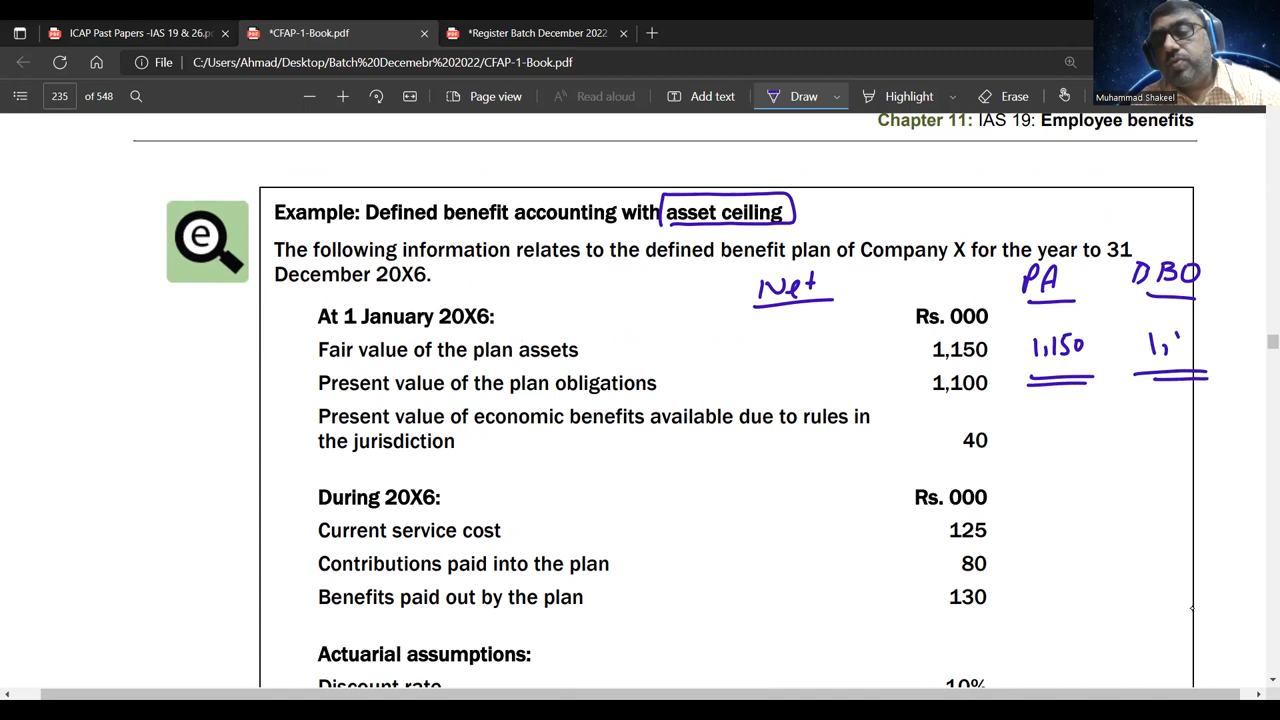 ICAP Past Papers -IAS 19 & 26.p
*CFAP-1-Book.pdf
*Register Batch December 2022
File
C:/Users/Ahmad/Desktop/Batch%20Decemebr%202022/CFAP-1-Book.pdf
235 of 548
Page view
Read aloud
Add text
Draw
Highlight
Erase
Muhammad Shakeel
Chapter 11: IAS 19: Employee benefits
e
Example: Defined benefit accounting with asset ceiling
The following information relates to the defined benefit plan of Company X for the year to 31
December 20X6.
Net PA DBO
At 1 January 20X6: Rs. 000
Fair value of the plan assets 1,150 1,150 1,
Present value of the plan obligations 1,100
Present value of economic benefits available due to rules in
the jurisdiction 40
During 20X6: Rs. 000
Current service cost 125
Contributions paid into the plan 80
Benefits paid out by the plan 130
Actuarial assumptions:
Discount rate 10%